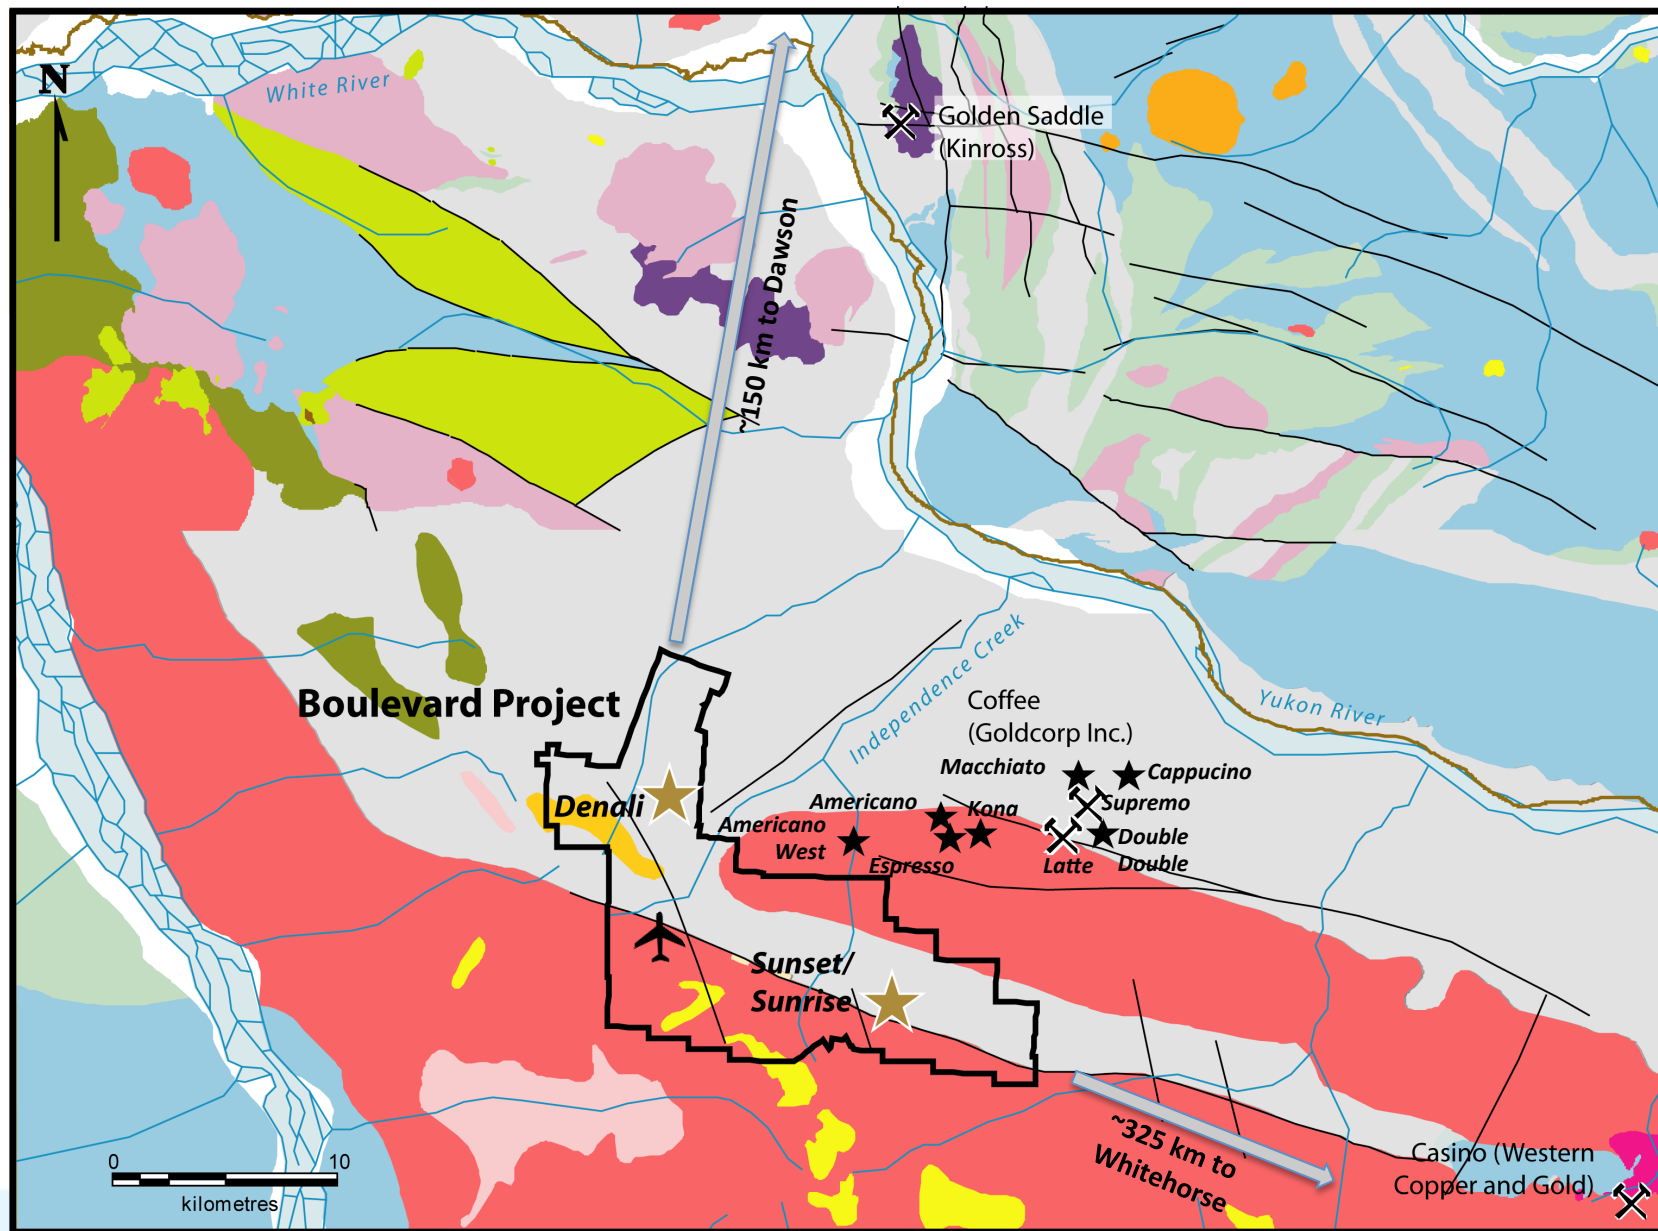 N
White River
Golden Saddle
(Kinross)
~150 km to Dawson
Independence Creek
Boulevard Project
Coffee
(Goldcorp Inc.)
Yukon River
Macchiato
Cappucino
Denali
Americano
Kona
Supremo
Americano
West
Espresso
Latte
Double
Double
Sunset/
Sunrise
~325 km to
Whitehorse
Casino (Western
Copper and Gold)
0 10
kilometres